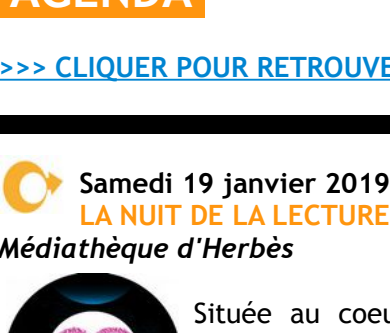 AGENDA
>>> CLIQUER POUR RETROUVE
Samedi 19 janvier 2019
LA NUIT DE LA LECTURE
Médiathèque d'Herbès
Située au coeu